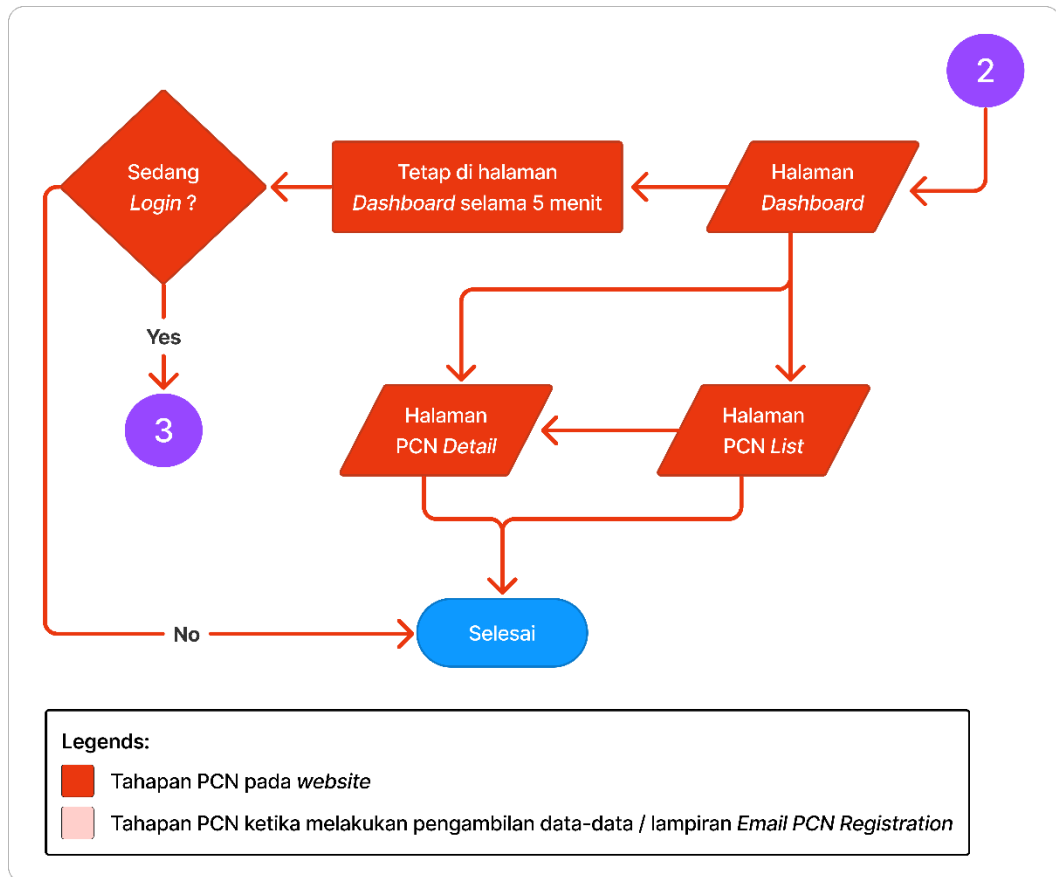 2
Sedang
Login ?
Tetap di halaman
Dashboard selama 5 menit
Halaman
Dashboard
Yes
3
Halaman
PCN Detail
Halaman
PCN List
No
Selesai
Legends:
Tahapan PCN pada website
Tahapan PCN ketika melakukan pengambilan data-data / lampiran Email PCN Registration